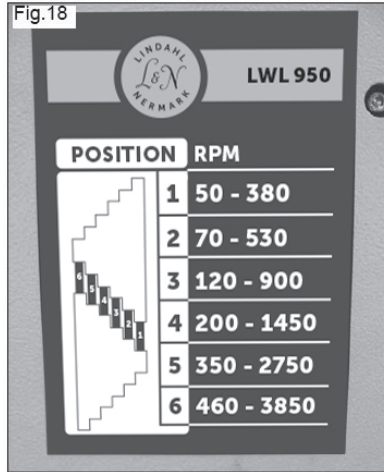 Fig.18
LINDAHL
L&N
NERMARK
LWL 950
POSITION RPM
1 50 - 380
2 70 - 530
3 120 - 900
4 200 - 1450
5 350 - 2750
6 460 - 3850
6
5
4
3
2
1